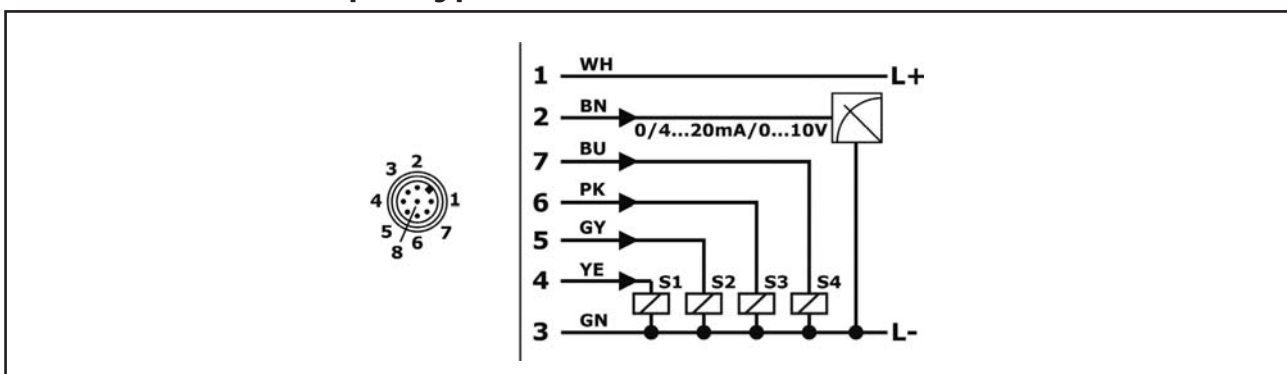 1 WH L+
2 BN
0/4...20mA/0...10V
7 BU
6 PK
5 GY
4 YE S1 S2 S3 S4
3 GN L-
3 2
4 1
5 6 7
8